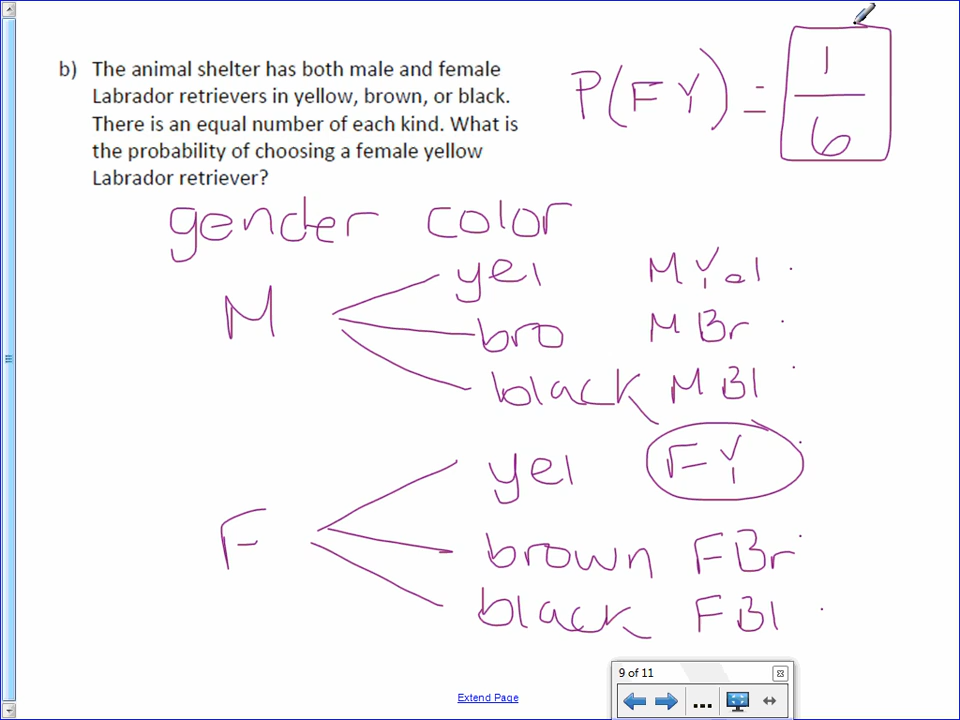 b) The animal shelter has both male and female
Labrador retrievers in yellow, brown, or black.
There is an equal number of each kind. What is
the probability of choosing a female yellow
Labrador retriever?
P(FY) = 1/6
gender color
M
yel MYel
bro MBr
black MBl
F
yel FY
brown FBr
black FBl
9 of 11
Extend Page